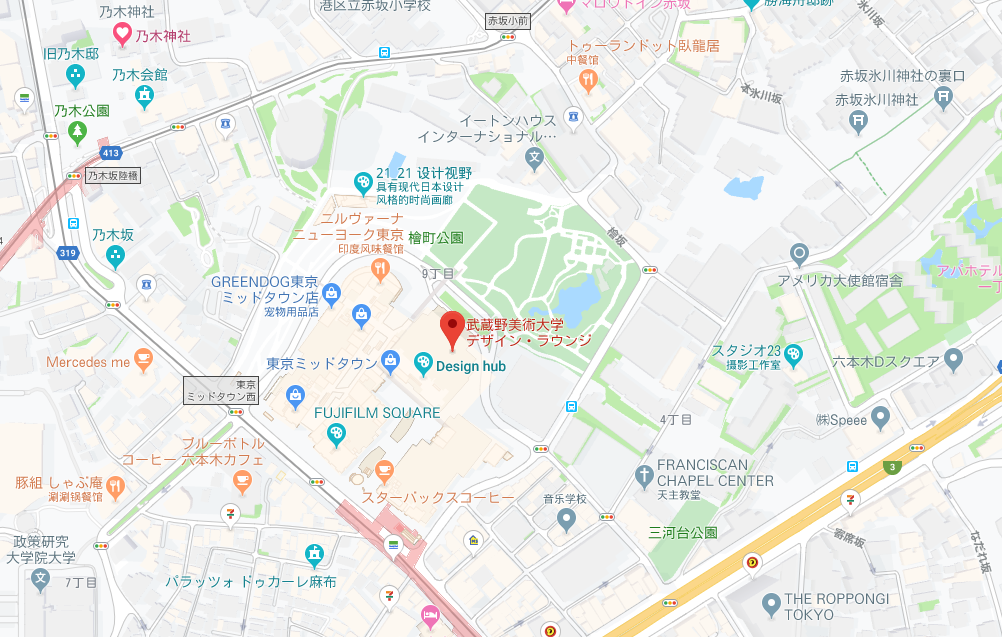 港区立赤坂小学校
マロウドイン赤坂
勝海舟邸跡
氷川坂
乃木神社
乃木神社
赤坂小前
旧乃木邸
トゥーランドット臥龍居
中餐馆
乃木会館
赤坂氷川神社の裏口
本氷川坂
赤坂氷川神社
乃木公園
イートンハウス
インターナショナル…
413
乃木坂陸橋
21_21 设计视野
具有现代日本设计
风格的时尚画廊
ニルヴァーナ
ニューヨーク東京
印度风味餐馆
檜町公園
檜坂
乃木坂
319
4
9丁目
GREENDOG東京
ミッドタウン店
宠物用品店
アメリカ大使館宿舎
アパホテル
一丁
武蔵野美術大学
デザイン・ラウンジ
Mercedes me
東京ミッドタウン
Design hub
スタジオ23
摄影工作室
六本木Dスクエア
東京
ミッドタウン西
FUJIFILM SQUARE
4丁目
㈱Speee
ブルーボトル
コーヒー 六本木カフェ
FRANCISCAN
CHAPEL CENTER
天主教堂
3
豚組 しゃぶ庵
涮涮锅餐馆
スターバックスコーヒー
音乐学校
三河台公園
寄席坂
なだれ坂
政策研究
大学院大学
7丁目
パラッツォ ドゥカーレ麻布
THE ROPPONGI
TOKYO